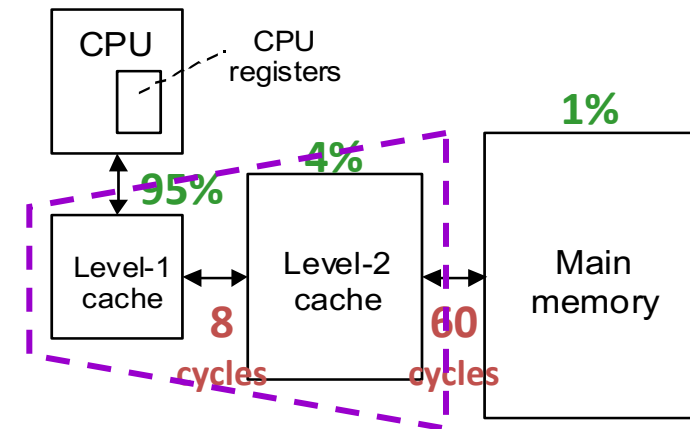 CPU
CPU
registers
1%
4%
95%
Level-1
cache
Level-2
cache
Main
memory
8
cycles
60
cycles